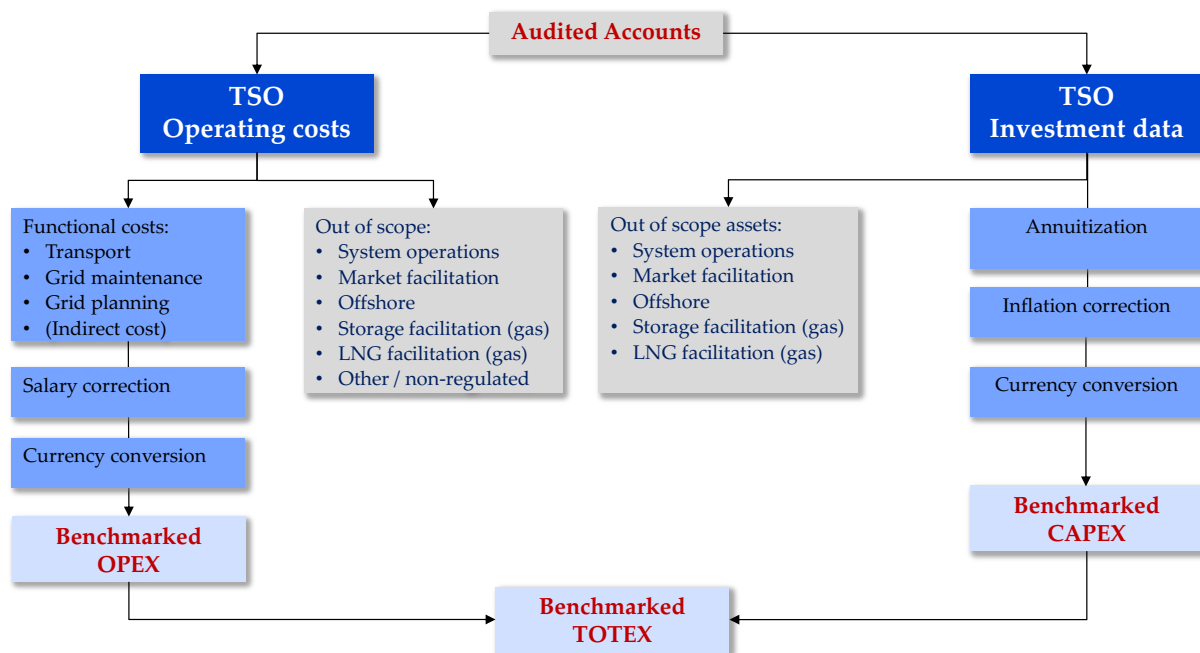 Audited Accounts
TSO
Operating costs
TSO
Investment data
Functional costs:
• Transport
• Grid maintenance
• Grid planning
• (Indirect cost)
Out of scope:
• System operations
• Market facilitation
• Offshore
• Storage facilitation (gas)
• LNG facilitation (gas)
• Other / non-regulated
Out of scope assets:
• System operations
• Market facilitation
• Offshore
• Storage facilitation (gas)
• LNG facilitation (gas)
Annuitization
Inflation correction
Salary correction
Currency conversion
Currency conversion
Benchmarked
OPEX
Benchmarked
CAPEX
Benchmarked
TOTEX